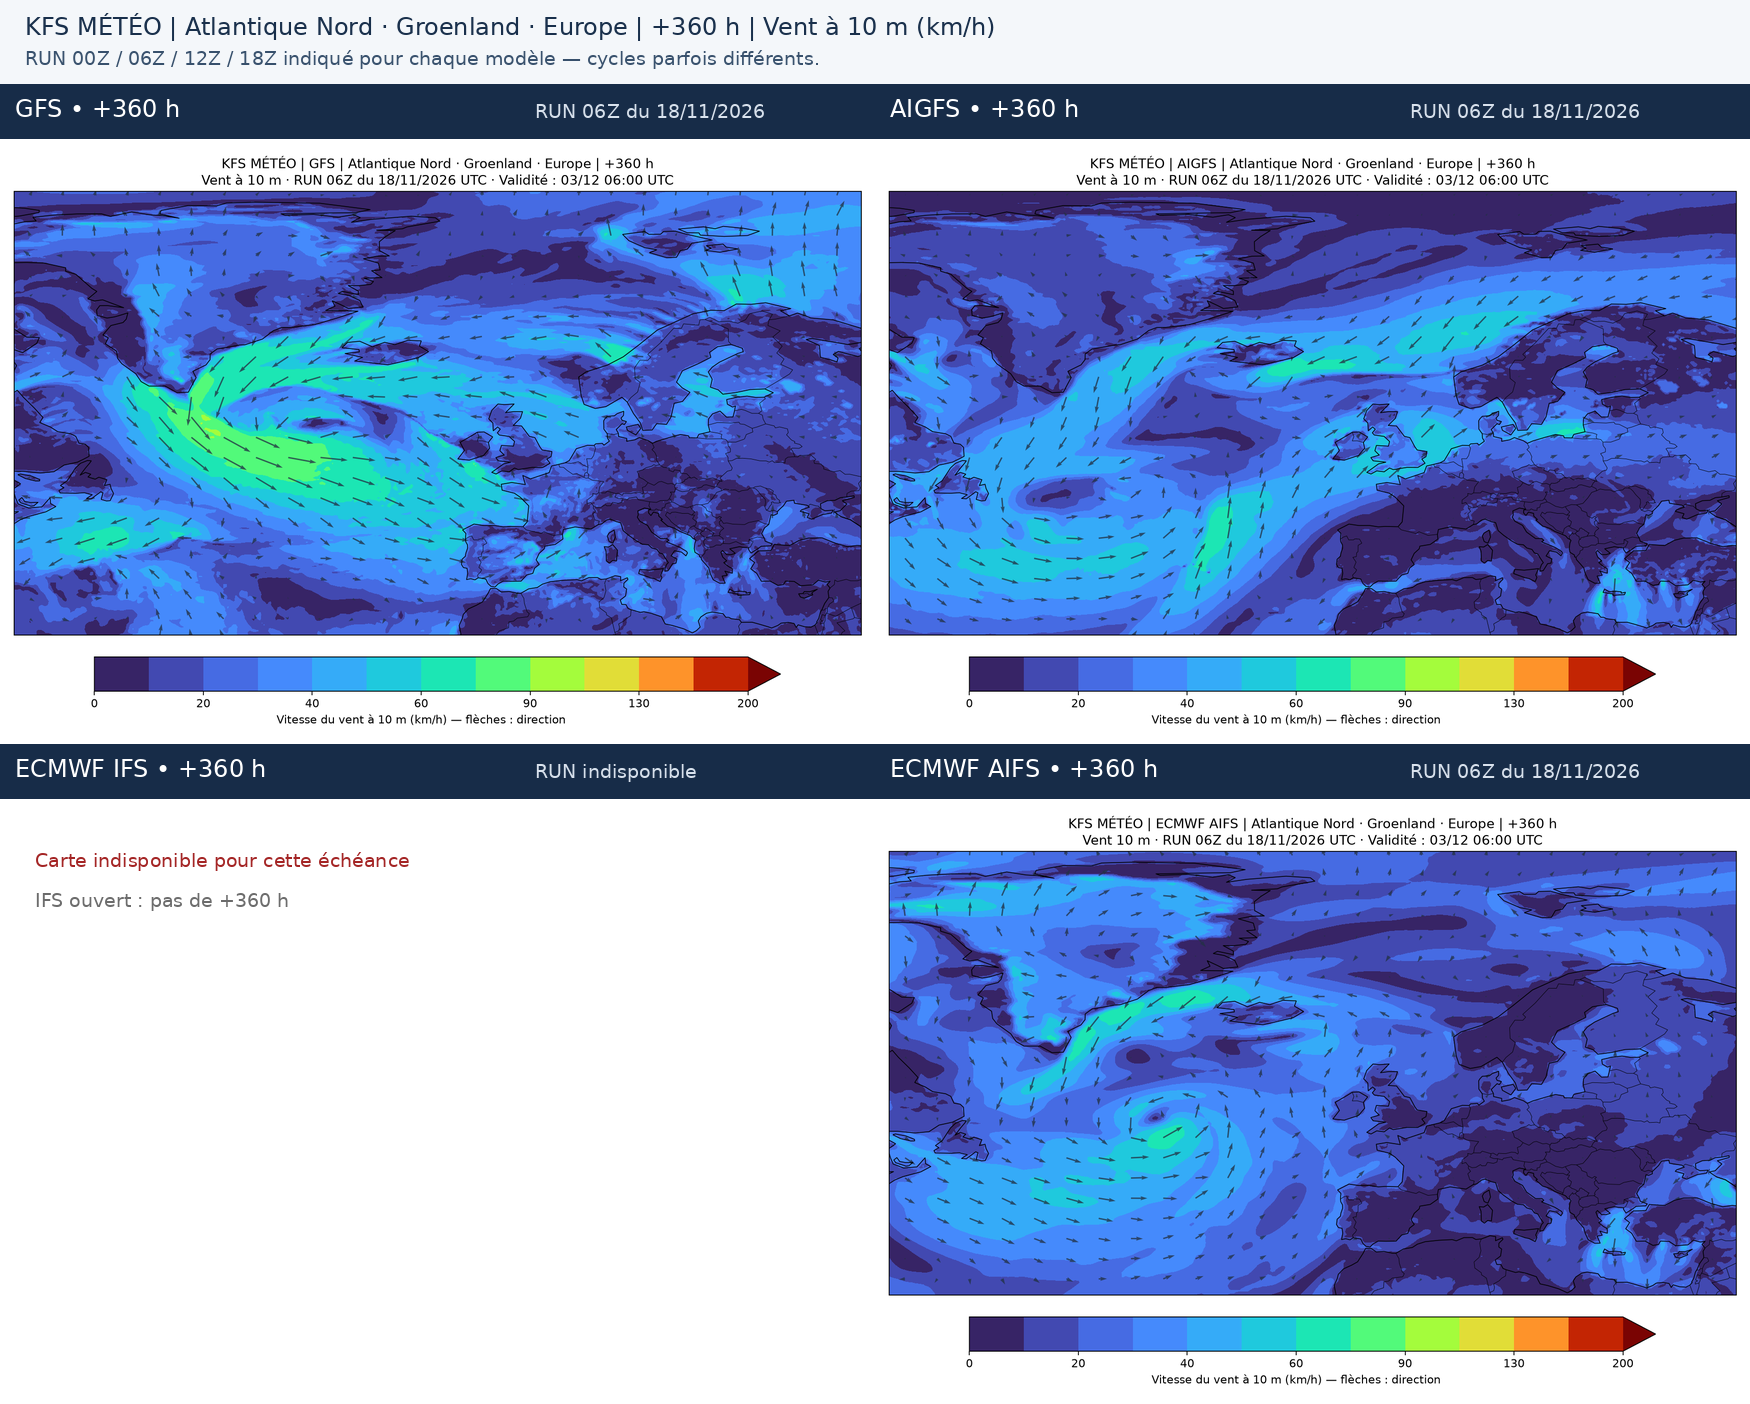 KFS MÉTÉO | Atlantique Nord · Groenland · Europe | +360 h | Vent à 10 m (km/h)
RUN 00Z / 06Z / 12Z / 18Z indiqué pour chaque modèle — cycles parfois différents.
GFS • +360 h
RUN 06Z du 18/11/2026
KFS MÉTÉO | GFS | Atlantique Nord · Groenland · Europe | +360 h
Vent à 10 m · RUN 06Z du 18/11/2026 UTC · Validité : 03/12 06:00 UTC
0 20 40 60 90 130 200
Vitesse du vent à 10 m (km/h) — flèches : direction
AIGFS • +360 h
RUN 06Z du 18/11/2026
KFS MÉTÉO | AIGFS | Atlantique Nord · Groenland · Europe | +360 h
Vent à 10 m · RUN 06Z du 18/11/2026 UTC · Validité : 03/12 06:00 UTC
0 20 40 60 90 130 200
Vitesse du vent à 10 m (km/h) — flèches : direction
ECMWF IFS • +360 h
RUN indisponible
Carte indisponible pour cette échéance
IFS ouvert : pas de +360 h
ECMWF AIFS • +360 h
RUN 06Z du 18/11/2026
KFS MÉTÉO | ECMWF AIFS | Atlantique Nord · Groenland · Europe | +360 h
Vent 10 m · RUN 06Z du 18/11/2026 UTC · Validité : 03/12 06:00 UTC
0 20 40 60 90 130 200
Vitesse du vent à 10 m (km/h) — flèches : direction